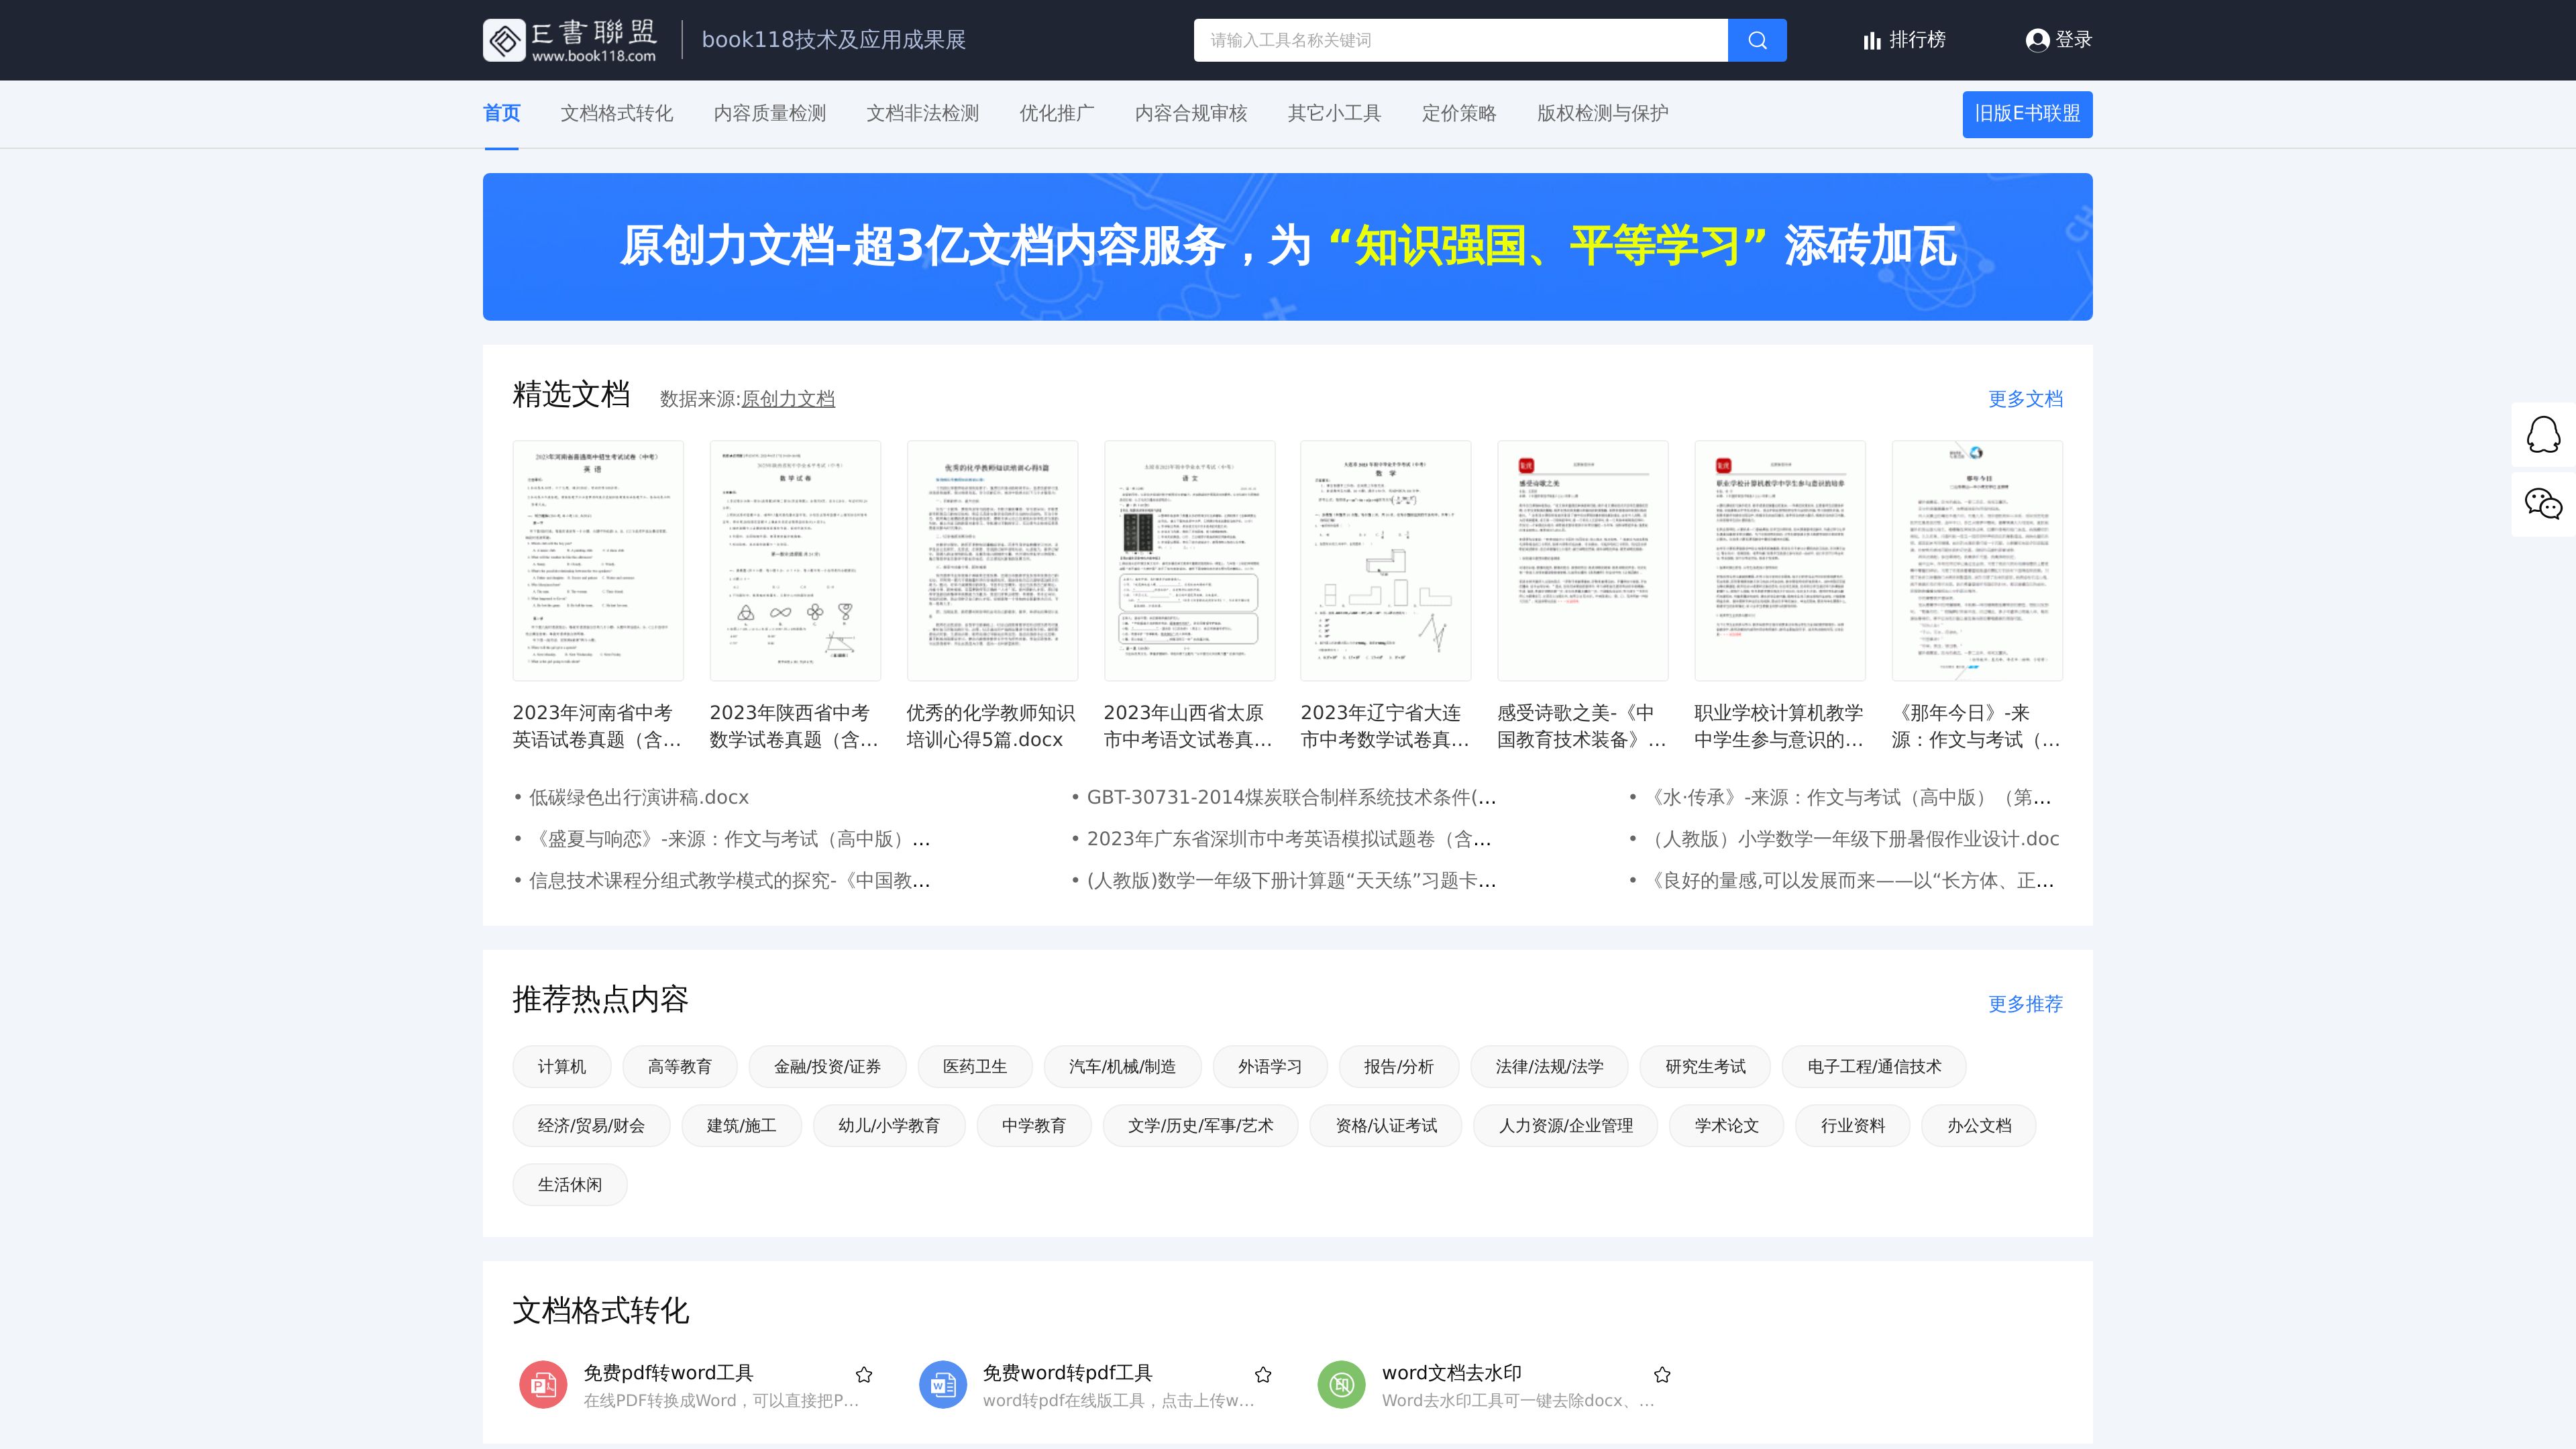 E書聯盟
www.book118.com
book118技术及应用成果展
请输入工具名称关键词
排行榜
登录
首页 文档格式转化 内容质量检测 文档非法检测 优化推广 内容合规审核 其它小工具 定价策略 版权检测与保护
旧版E书联盟
原创力文档-超3亿文档内容服务，为“知识强国、平等学习”添砖加瓦
精选文档 数据来源:原创力文档 更多文档
2023年河南省中考
英语试卷真题（含...
2023年陕西省中考
数学试卷真题（含...
优秀的化学教师知识
培训心得5篇.docx
2023年山西省太原
市中考语文试卷真...
2023年辽宁省大连
市中考数学试卷真...
感受诗歌之美-《中
国教育技术装备》...
职业学校计算机教学
中学生参与意识的...
《那年今日》-来
源：作文与考试（...
• 低碳绿色出行演讲稿.docx
• GBT-30731-2014煤炭联合制样系统技术条件(...
• 《水·传承》-来源：作文与考试（高中版）（第...
• 《盛夏与响恋》-来源：作文与考试（高中版）...
• 2023年广东省深圳市中考英语模拟试题卷（含...
• （人教版）小学数学一年级下册暑假作业设计.doc
• 信息技术课程分组式教学模式的探究-《中国教...
• (人教版)数学一年级下册计算题“天天练”习题卡...
• 《良好的量感,可以发展而来——以“长方体、正...
推荐热点内容 更多推荐
计算机 高等教育 金融/投资/证券 医药卫生 汽车/机械/制造 外语学习 报告/分析 法律/法规/法学 研究生考试 电子工程/通信技术
经济/贸易/财会 建筑/施工 幼儿/小学教育 中学教育 文学/历史/军事/艺术 资格/认证考试 人力资源/企业管理 学术论文 行业资料 办公文档
生活休闲
文档格式转化
免费pdf转word工具
在线PDF转换成Word，可以直接把P...
免费word转pdf工具
word转pdf在线版工具，点击上传w...
word文档去水印
Word去水印工具可一键去除docx、...